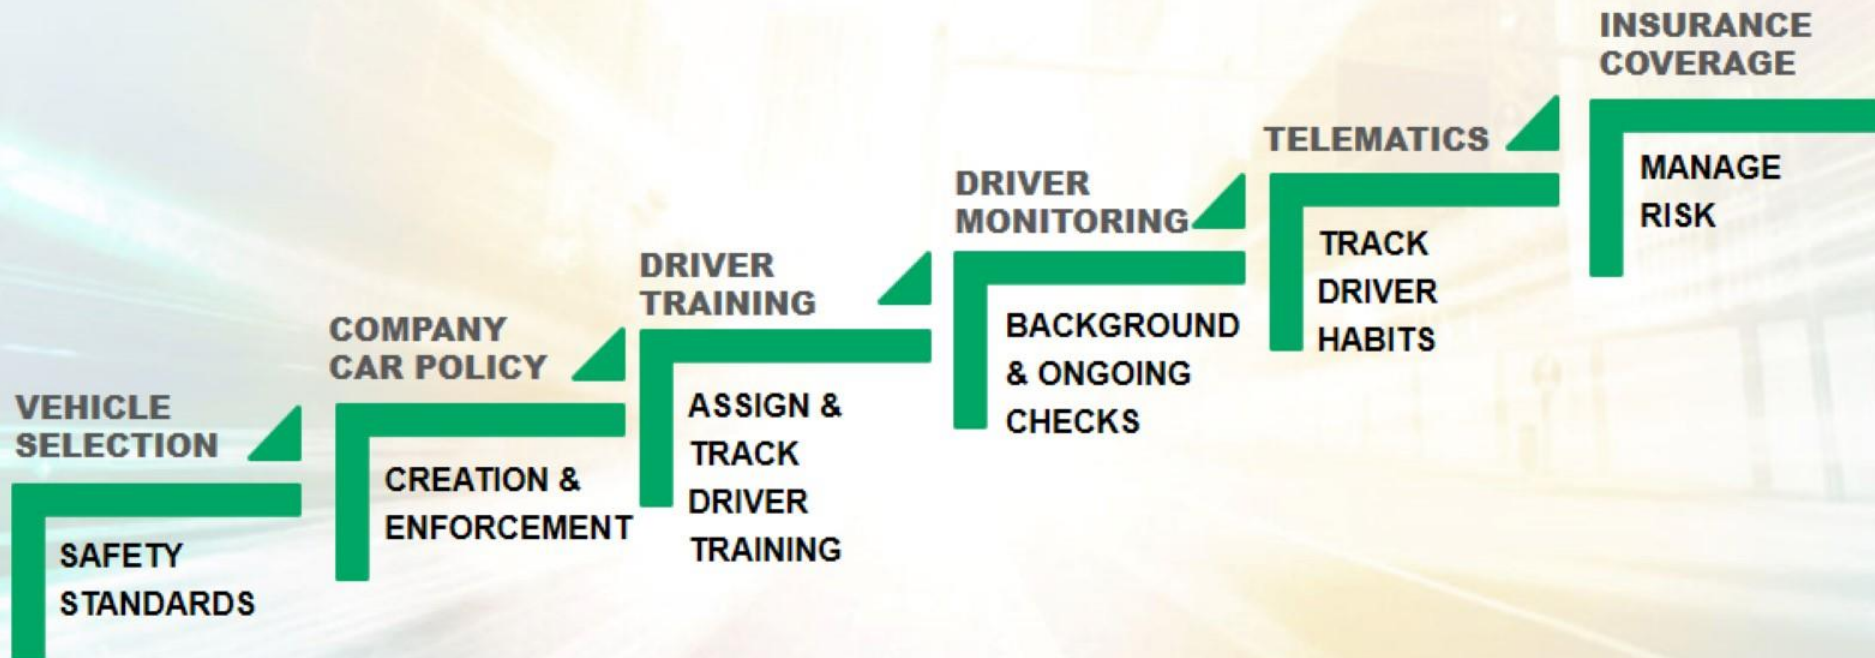 VEHICLE
SELECTION
SAFETY
STANDARDS
COMPANY
CAR POLICY
CREATION &
ENFORCEMENT
DRIVER
TRAINING
ASSIGN &
TRACK
DRIVER
TRAINING
DRIVER
MONITORING
BACKGROUND
& ONGOING
CHECKS
TELEMATICS
TRACK
DRIVER
HABITS
INSURANCE
COVERAGE
MANAGE
RISK